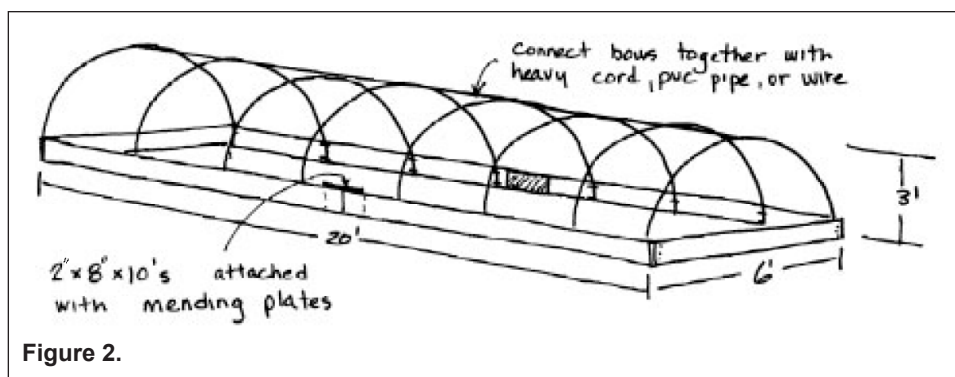 Connect bows together with
heavy cord, pvc pipe, or wire
3'
20'
6'
2"x8"x10's attached
with mending plates
Figure 2.